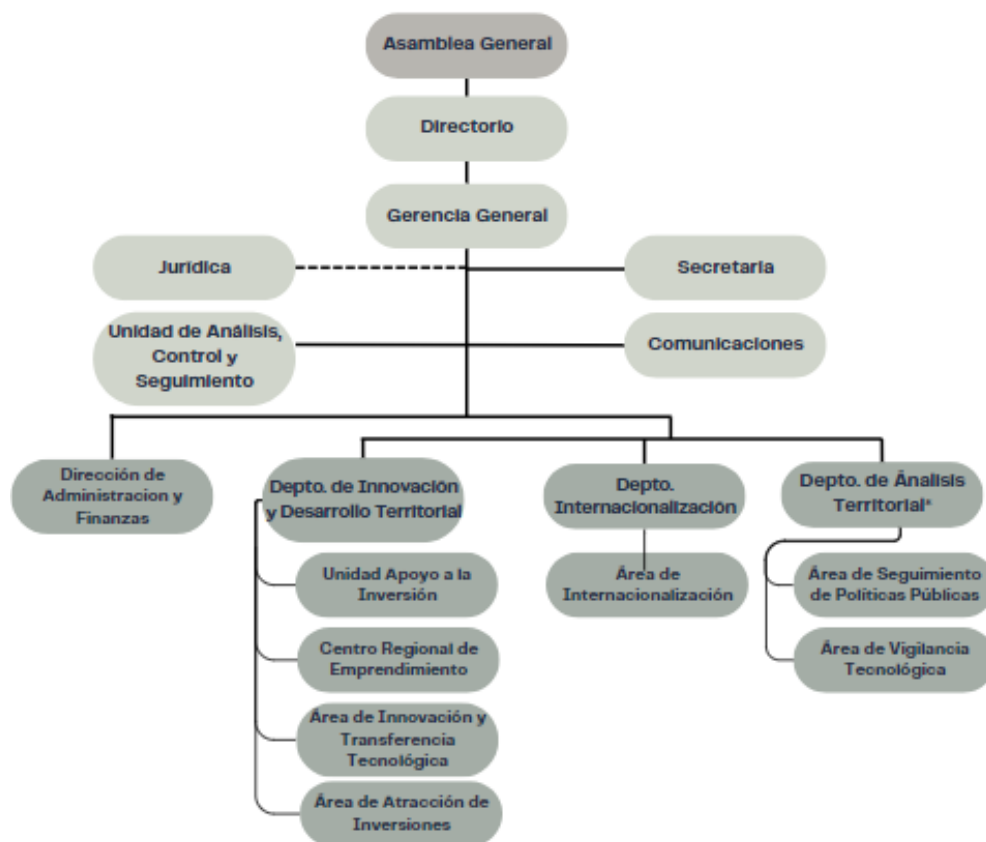 Asamblea General
Directorio
Gerencia General
Jurídica
Secretaria
Unidad de Análisis,
Control y
Seguimiento
Comunicaciones
Dirección de
Administracion y
Finanzas
Depto. de Innovación
y Desarrollo Territorial
Depto.
Internacionalización
Depto. de Ánalisis
Territorial*
Unidad Apoyo a la
Inversión
Centro Regional de
Emprendimiento
Área de Innovación y
Transferencia
Tecnológica
Área de Atracción de
Inversiones
Área de
Internacionalización
Área de Seguimiento
de Políticas Públicas
Área de Vigilancia
Tecnológica